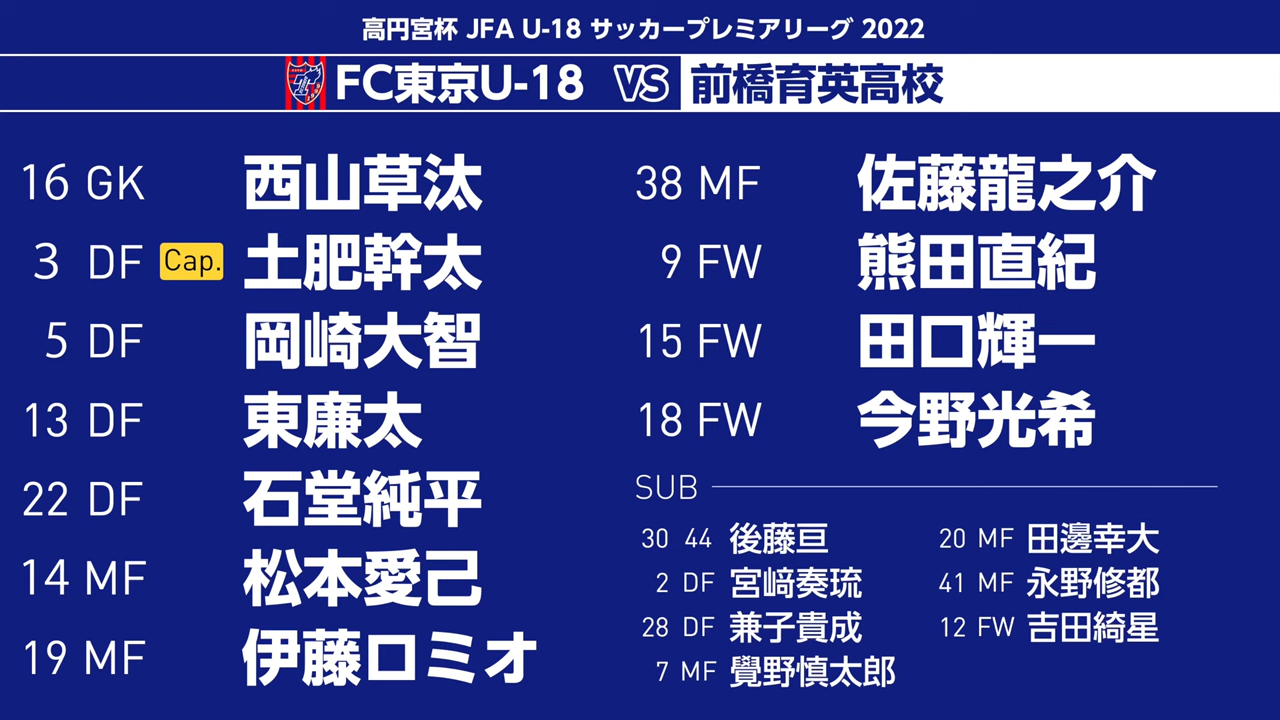 高円宮杯 JFA U-18 サッカープレミアリーグ 2022
FC東京U-18 VS 前橋育英高校
16 GK 西山草汰
3 DF Cap. 土肥幹太
5 DF 岡崎大智
13 DF 東廉太
22 DF 石堂純平
14 MF 松本愛己
19 MF 伊藤ロミオ
38 MF 佐藤龍之介
9 FW 熊田直紀
15 FW 田口輝一
18 FW 今野光希
SUB
30 44 後藤亘
2 DF 宮﨑奏琉
28 DF 兼子貴成
7 MF 覺野慎太郎
20 MF 田邊幸大
41 MF 永野修都
12 FW 吉田綺星